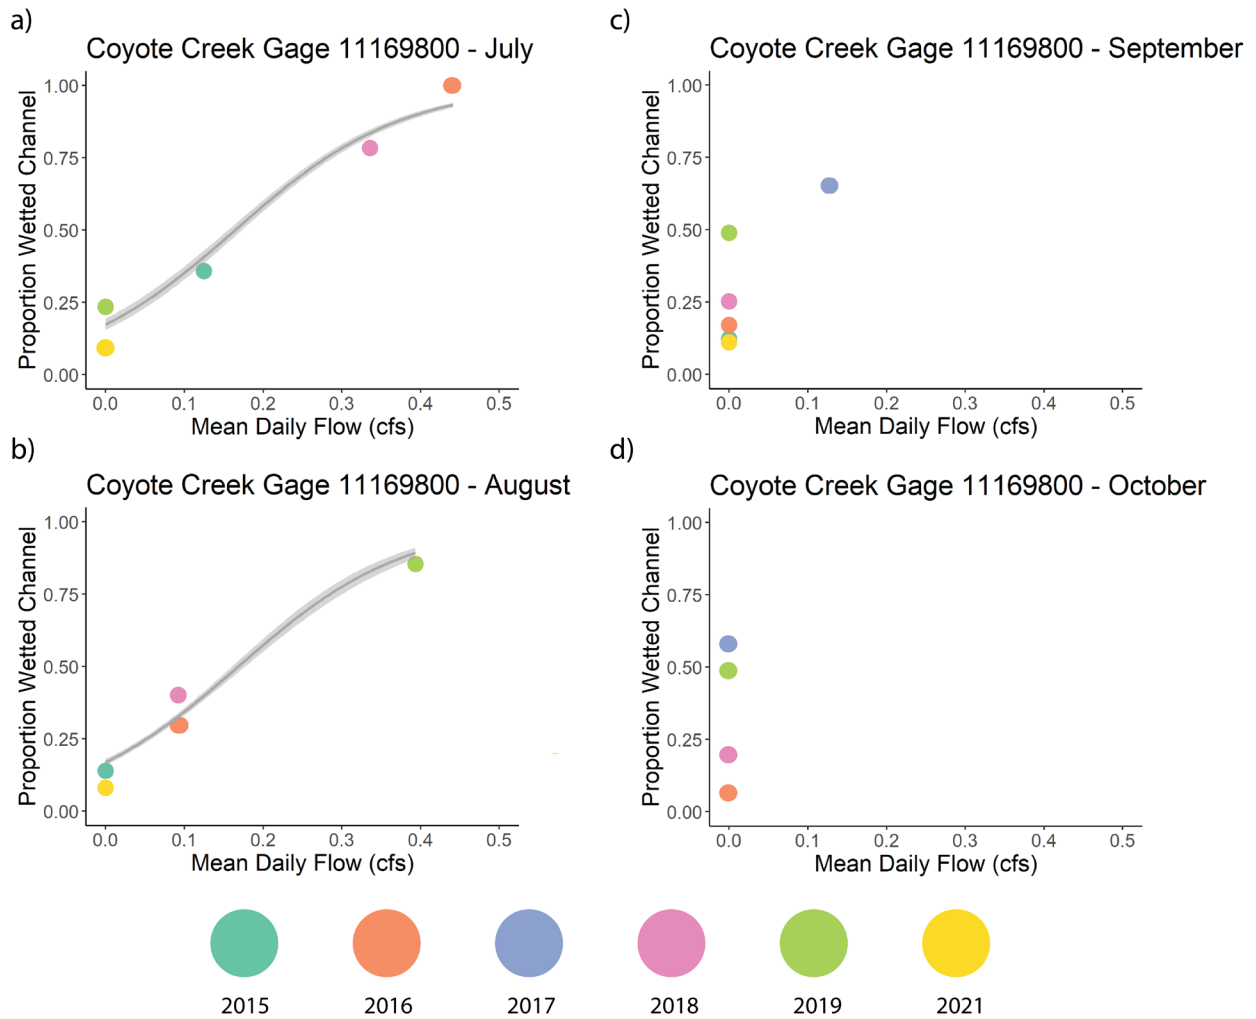 a)
Coyote Creek Gage 11169800 - July
Proportion Wetted Channel
1.00
0.75
0.50
0.25
0.00
0.0 0.1 0.2 0.3 0.4 0.5
Mean Daily Flow (cfs)
b)
Coyote Creek Gage 11169800 - August
Proportion Wetted Channel
1.00
0.75
0.50
0.25
0.00
0.0 0.1 0.2 0.3 0.4 0.5
Mean Daily Flow (cfs)
c)
Coyote Creek Gage 11169800 - September
Proportion Wetted Channel
1.00
0.75
0.50
0.25
0.00
0.0 0.1 0.2 0.3 0.4 0.5
Mean Daily Flow (cfs)
d)
Coyote Creek Gage 11169800 - October
Proportion Wetted Channel
1.00
0.75
0.50
0.25
0.00
0.0 0.1 0.2 0.3 0.4 0.5
Mean Daily Flow (cfs)
2015 2016 2017 2018 2019 2021